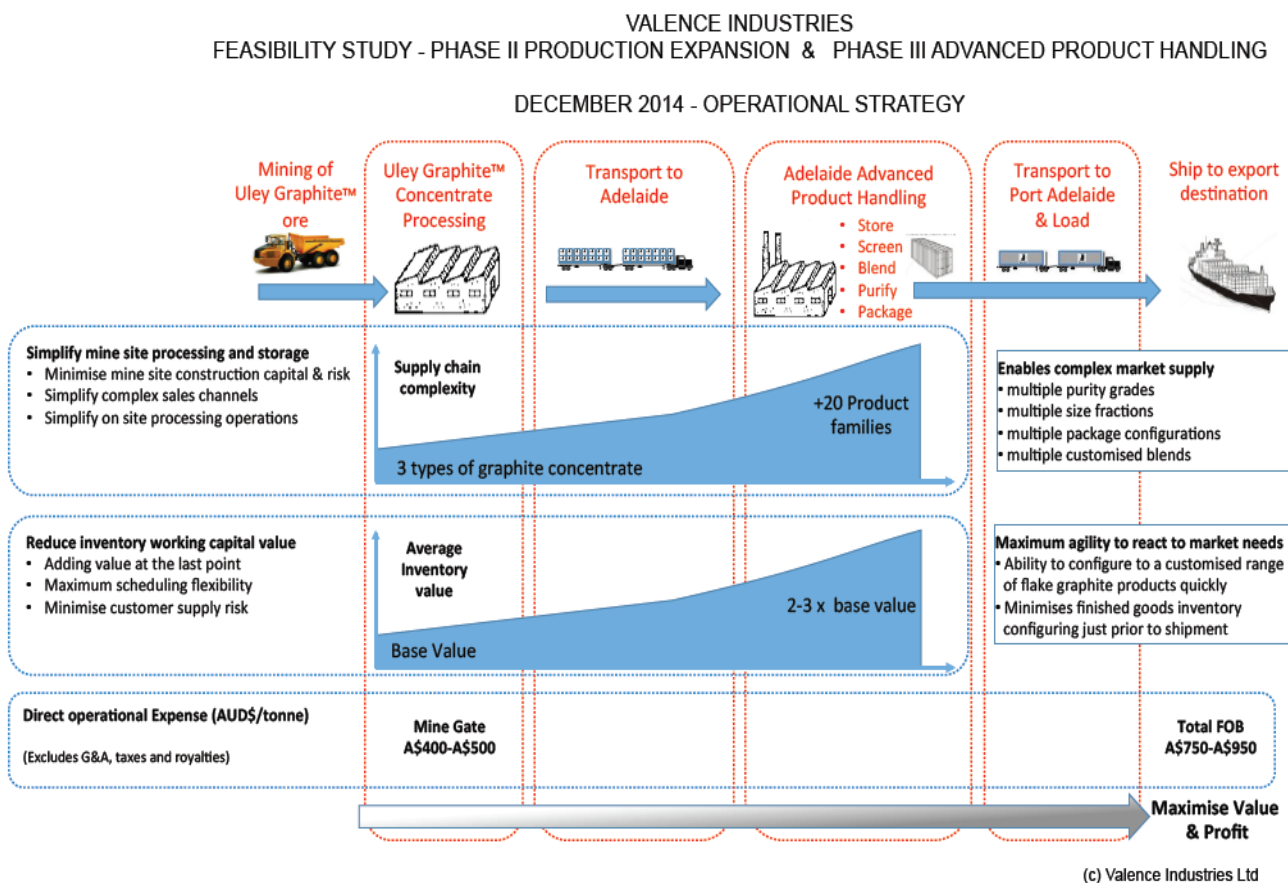 VALENCE INDUSTRIES
FEASIBILITY STUDY - PHASE II PRODUCTION EXPANSION & PHASE III ADVANCED PRODUCT HANDLING
DECEMBER 2014 - OPERATIONAL STRATEGY
Mining of
Uley Graphite™
ore
Uley Graphite™
Concentrate
Processing
Transport to
Adelaide
Adelaide Advanced
Product Handling
• Store
• Screen
• Blend
• Purify
• Package
Transport to
Port Adelaide
& Load
Ship to export
destination
Simplify mine site processing and storage
• Minimise mine site construction capital & risk
• Simplify complex sales channels
• Simplify on site processing operations
Supply chain
complexity
3 types of graphite concentrate
+20 Product
families
Enables complex market supply
• multiple purity grades
• multiple size fractions
• multiple package configurations
• multiple customised blends
Reduce inventory working capital value
• Adding value at the last point
• Maximum scheduling flexibility
• Minimise customer supply risk
Average
Inventory
value
Base Value
2-3 x base value
Maximum agility to react to market needs
• Ability to configure to a customised range
of flake graphite products quickly
• Minimises finished goods inventory
configuring just prior to shipment
Direct operational Expense (AUD$/tonne)
(Excludes G&A, taxes and royalties)
Mine Gate
A$400-A$500
Total FOB
A$750-A$950
Maximise Value
& Profit
(c) Valence Industries Ltd